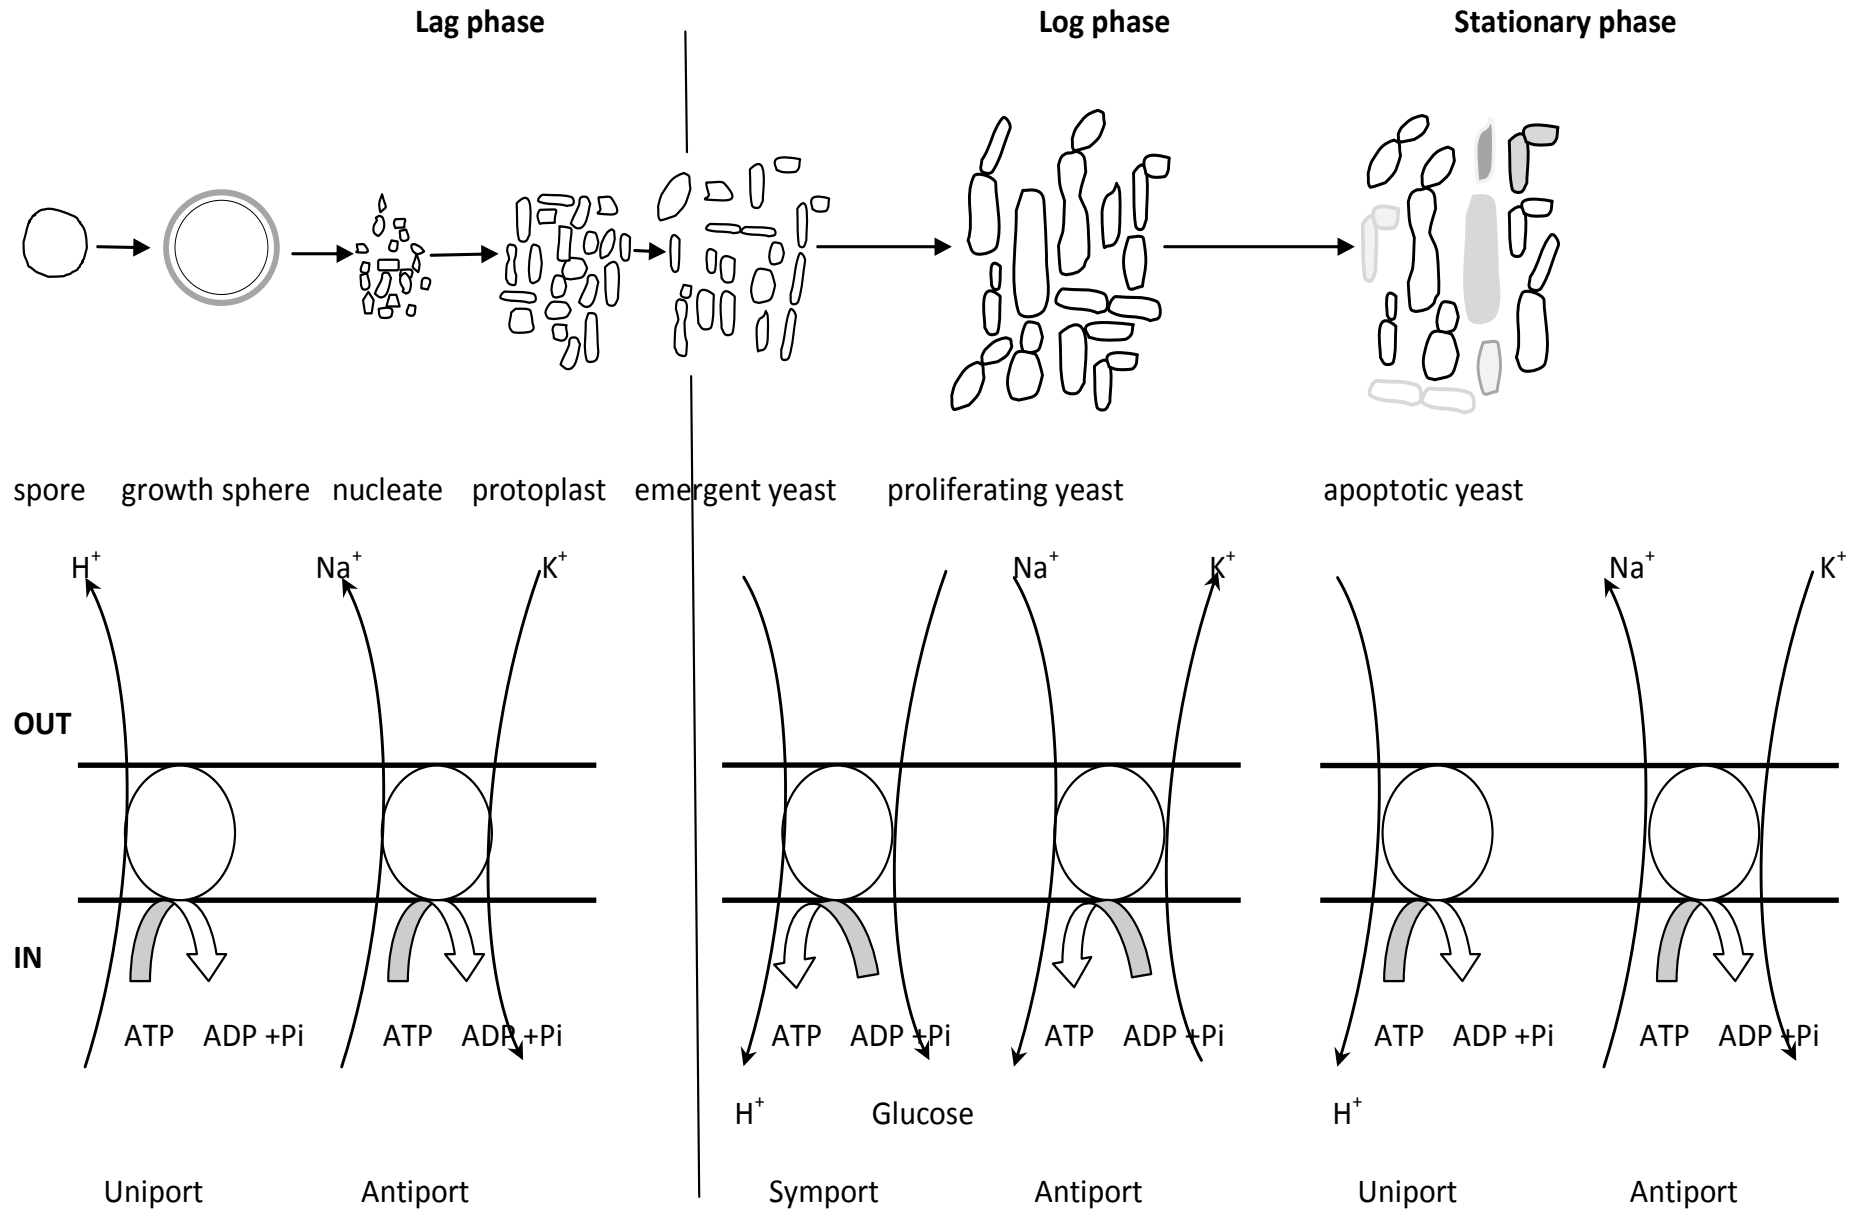 Lag phase Log phase Stationary phase
spore growth sphere nucleate protoplast emergent yeast proliferating yeast apoptotic yeast
H⁺ Na⁺ K⁺ Na⁺ K⁺ Na⁺ K⁺
OUT
IN
ATP ADP +Pi ATP ADP +Pi ATP ADP +Pi ATP ADP +Pi ATP ADP +Pi ATP ADP +Pi
H⁺ Glucose H⁺
Uniport Antiport Symport Antiport Uniport Antiport